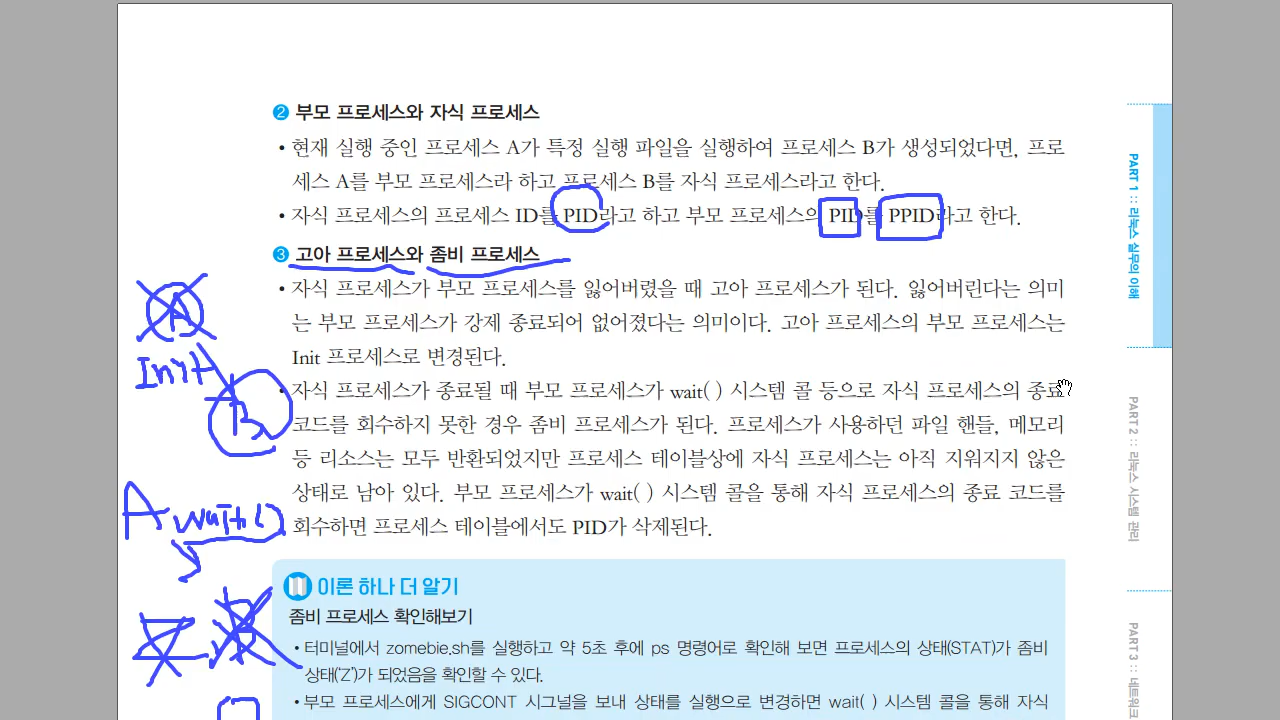 ❷ 부모 프로세스와 자식 프로세스
• 현재 실행 중인 프로세스 A가 특정 실행 파일을 실행하여 프로세스 B가 생성되었다면, 프로
세스 A를 부모 프로세스라 하고 프로세스 B를 자식 프로세스라고 한다.
• 자식 프로세스의 프로세스 ID를 PID라고 하고 부모 프로세스의 PID를 PPID라고 한다.
❸ 고아 프로세스와 좀비 프로세스
• 자식 프로세스가 부모 프로세스를 잃어버렸을 때 고아 프로세스가 된다. 잃어버린다는 의미
는 부모 프로세스가 강제 종료되어 없어졌다는 의미이다. 고아 프로세스의 부모 프로세스는
Init 프로세스로 변경된다.
• 자식 프로세스가 종료될 때 부모 프로세스가 wait( ) 시스템 콜 등으로 자식 프로세스의 종료
코드를 회수하지 못한 경우 좀비 프로세스가 된다. 프로세스가 사용하던 파일 핸들, 메모리
등 리소스는 모두 반환되었지만 프로세스 테이블상에 자식 프로세스는 아직 지워지지 않은
상태로 남아 있다. 부모 프로세스가 wait( ) 시스템 콜을 통해 자식 프로세스의 종료 코드를
회수하면 프로세스 테이블에서도 PID가 삭제된다.
이론 하나 더 알기
좀비 프로세스 확인해보기
• 터미널에서 실행하고 약 5초 후에 ps 명령어로 확인해 보면 프로세스의 상태(STAT)가 좀비
상태('Z')가 되었음을 확인할 수 있다.
• 부모 프로세스에게 SIGCONT 시그널을 보내 상태를 실행으로 변경하면 wait( ) 시스템 콜을 통해 자식
A
Init
B
A wait()
Z B
PART 1 :: 리눅스 실무의 이해
PART 2 :: 리눅스 시스템 관리
PART 3 :: 네트워크